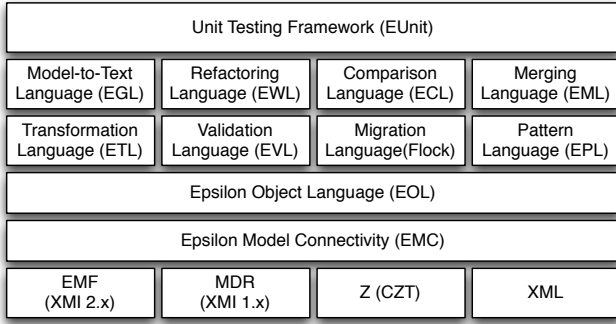 Unit Testing Framework (EUnit)
Model-to-Text
Language (EGL)
Refactoring
Language (EWL)
Comparison
Language (ECL)
Merging
Language (EML)
Transformation
Language (ETL)
Validation
Language (EVL)
Migration
Language(Flock)
Pattern
Language (EPL)
Epsilon Object Language (EOL)
Epsilon Model Connectivity (EMC)
EMF
(XMI 2.x)
MDR
(XMI 1.x)
Z (CZT)
XML